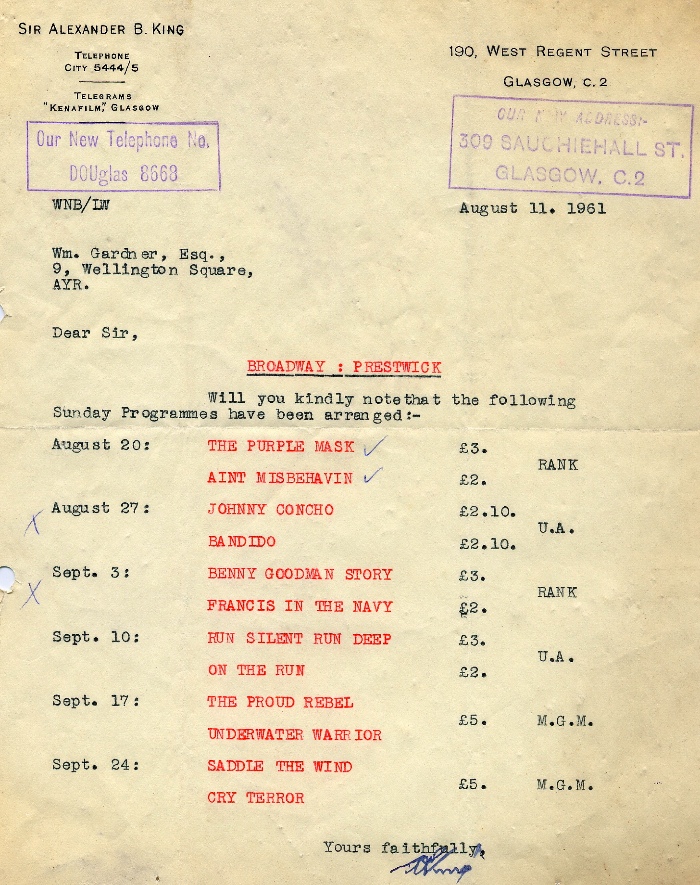 SIR ALEXANDER B. KING
TELEPHONE
CITY 5444/5
TELEGRAMS
"KENAFILM," GLASGOW
190, WEST REGENT STREET
GLASGOW, C.2
Our New Telephone No.
DOUglas 8668
OUR NEW ADDRESS:-
309 SAUCHIEHALL ST.
GLASGOW, C.2
WNB/LW
August 11. 1961
Wm. Gardner, Esq.,
9, Wellington Square,
AYR.
Dear Sir,
BROADWAY : PRESTWICK
Will you kindly notethat the following
Sunday Programmes have been arranged:-
August 20: THE PURPLE MASK £3.
RANK
AINT MISBEHAVIN £2.
August 27: JOHNNY CONCHO £2.10.
U.A.
BANDIDO £2.10.
Sept. 3: BENNY GOODMAN STORY £3.
RANK
FRANCIS IN THE NAVY £2.
Sept. 10: RUN SILENT RUN DEEP £3.
U.A.
ON THE RUN £2.
Sept. 17: THE PROUD REBEL
£5. M.G.M.
UNDERWATER WARRIOR
Sept. 24: SADDLE THE WIND
£5. M.G.M.
CRY TERROR
Yours faithfully,